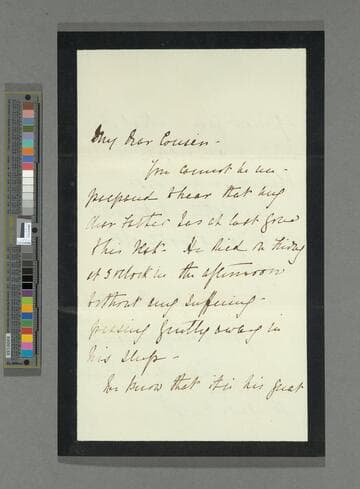 My dear Cousin -
You cannot be un-
prepared to hear that my
dear Father has at last gone
to his Rest. He died on Friday
at 3 o'clock in the afternoon
without any suffering -
passing gently away in
his sleep -
We know that it is his great